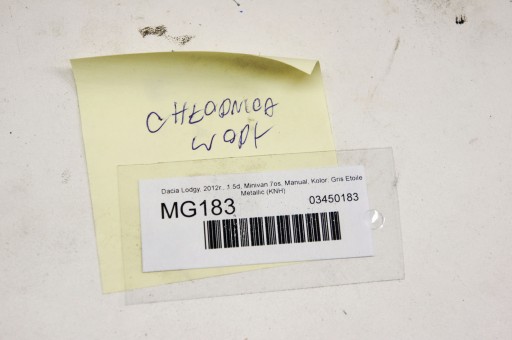 CHŁODNICA
WODY
Dacia Lodgy, 2012r., 1.5d, Minivan 7os, Manual, Kolor: Gris Etoile
Metallic (KNH)
MG183
03450183